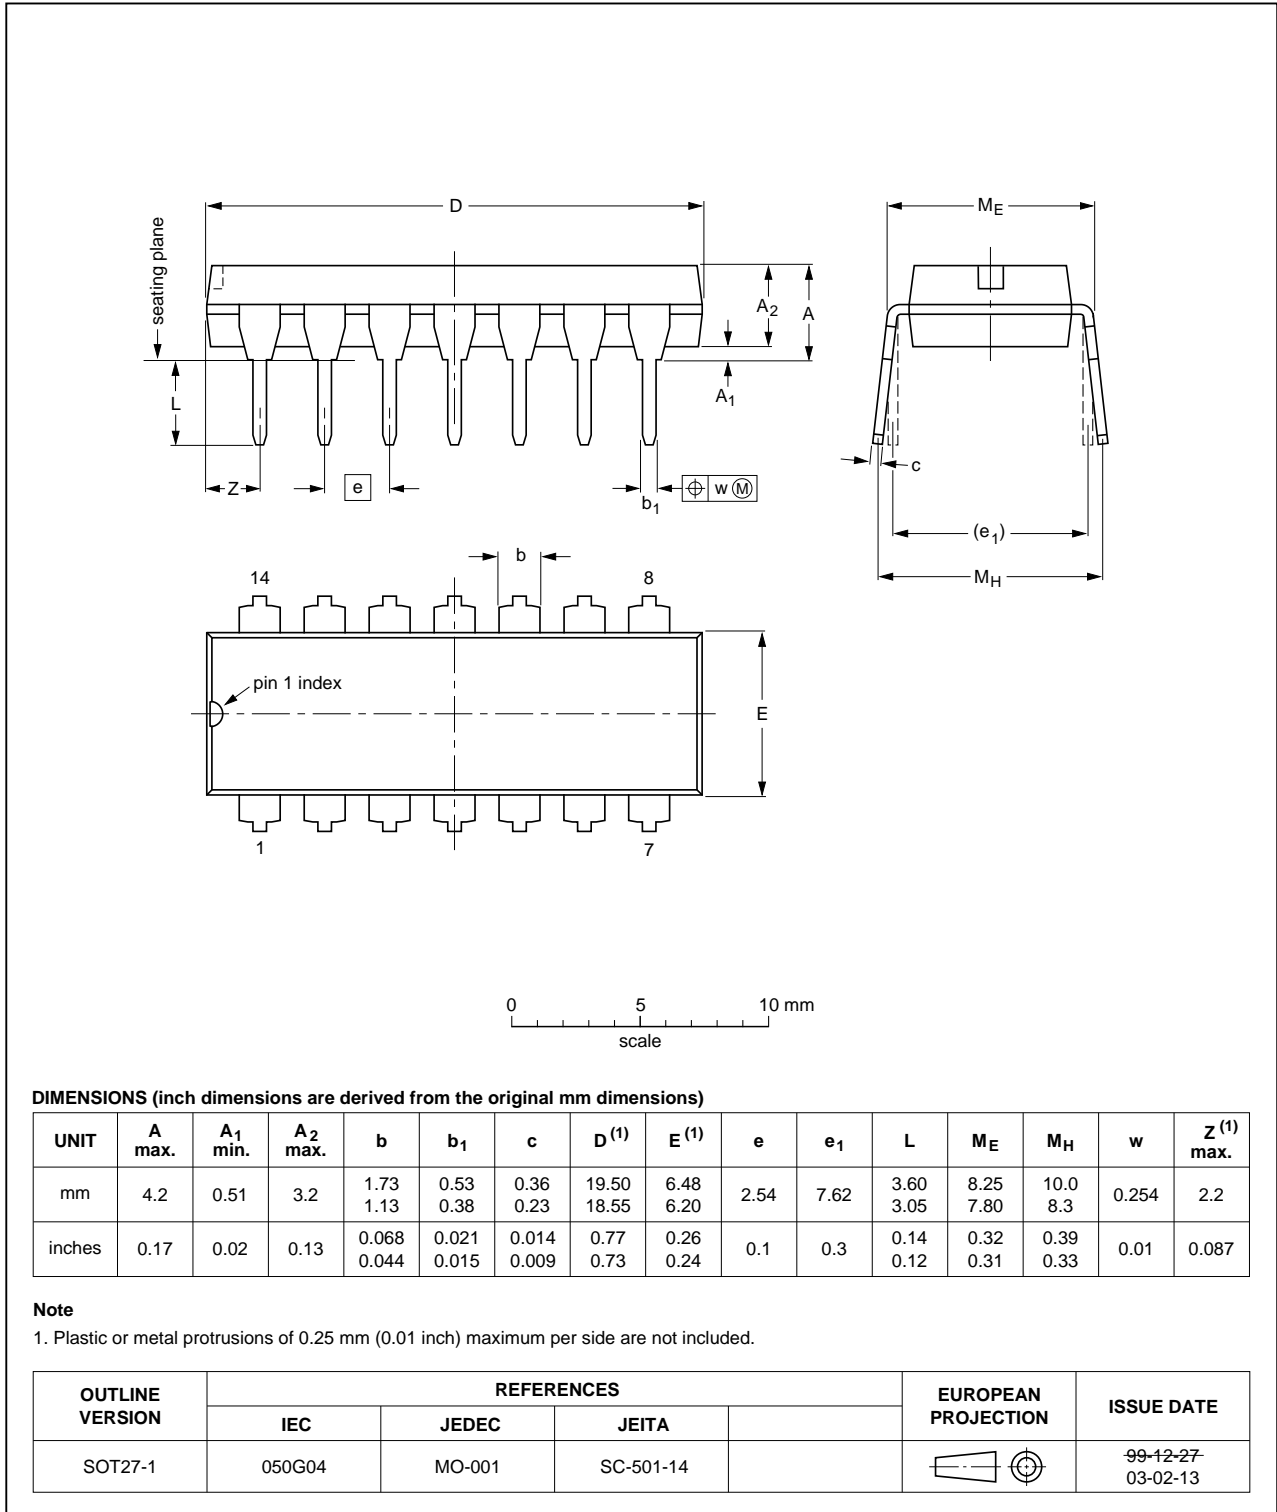 D
ME
seating plane
A2
A
A1
L
c
Z
e
b1
w M
(e1)
MH
b
14
8
pin 1 index
E
1
7
0
5
10 mm
scale
DIMENSIONS (inch dimensions are derived from the original mm dimensions)
UNIT A max. A1 min. A2 max. b b1 c D(1) E(1) e e1 L ME MH w Z(1) max.
mm 4.2 0.51 3.2 1.73 1.13 0.53 0.38 0.36 0.23 19.50 18.55 6.48 6.20 2.54 7.62 3.60 3.05 8.25 7.80 10.0 8.3 0.254 2.2
inches 0.17 0.02 0.13 0.068 0.044 0.021 0.015 0.014 0.009 0.77 0.73 0.26 0.24 0.1 0.3 0.14 0.12 0.32 0.31 0.39 0.33 0.01 0.087
Note
1. Plastic or metal protrusions of 0.25 mm (0.01 inch) maximum per side are not included.
OUTLINE VERSION REFERENCES EUROPEAN PROJECTION ISSUE DATE
IEC JEDEC JEITA
SOT27-1 050G04 MO-001 SC-501-14 99-12-27
03-02-13